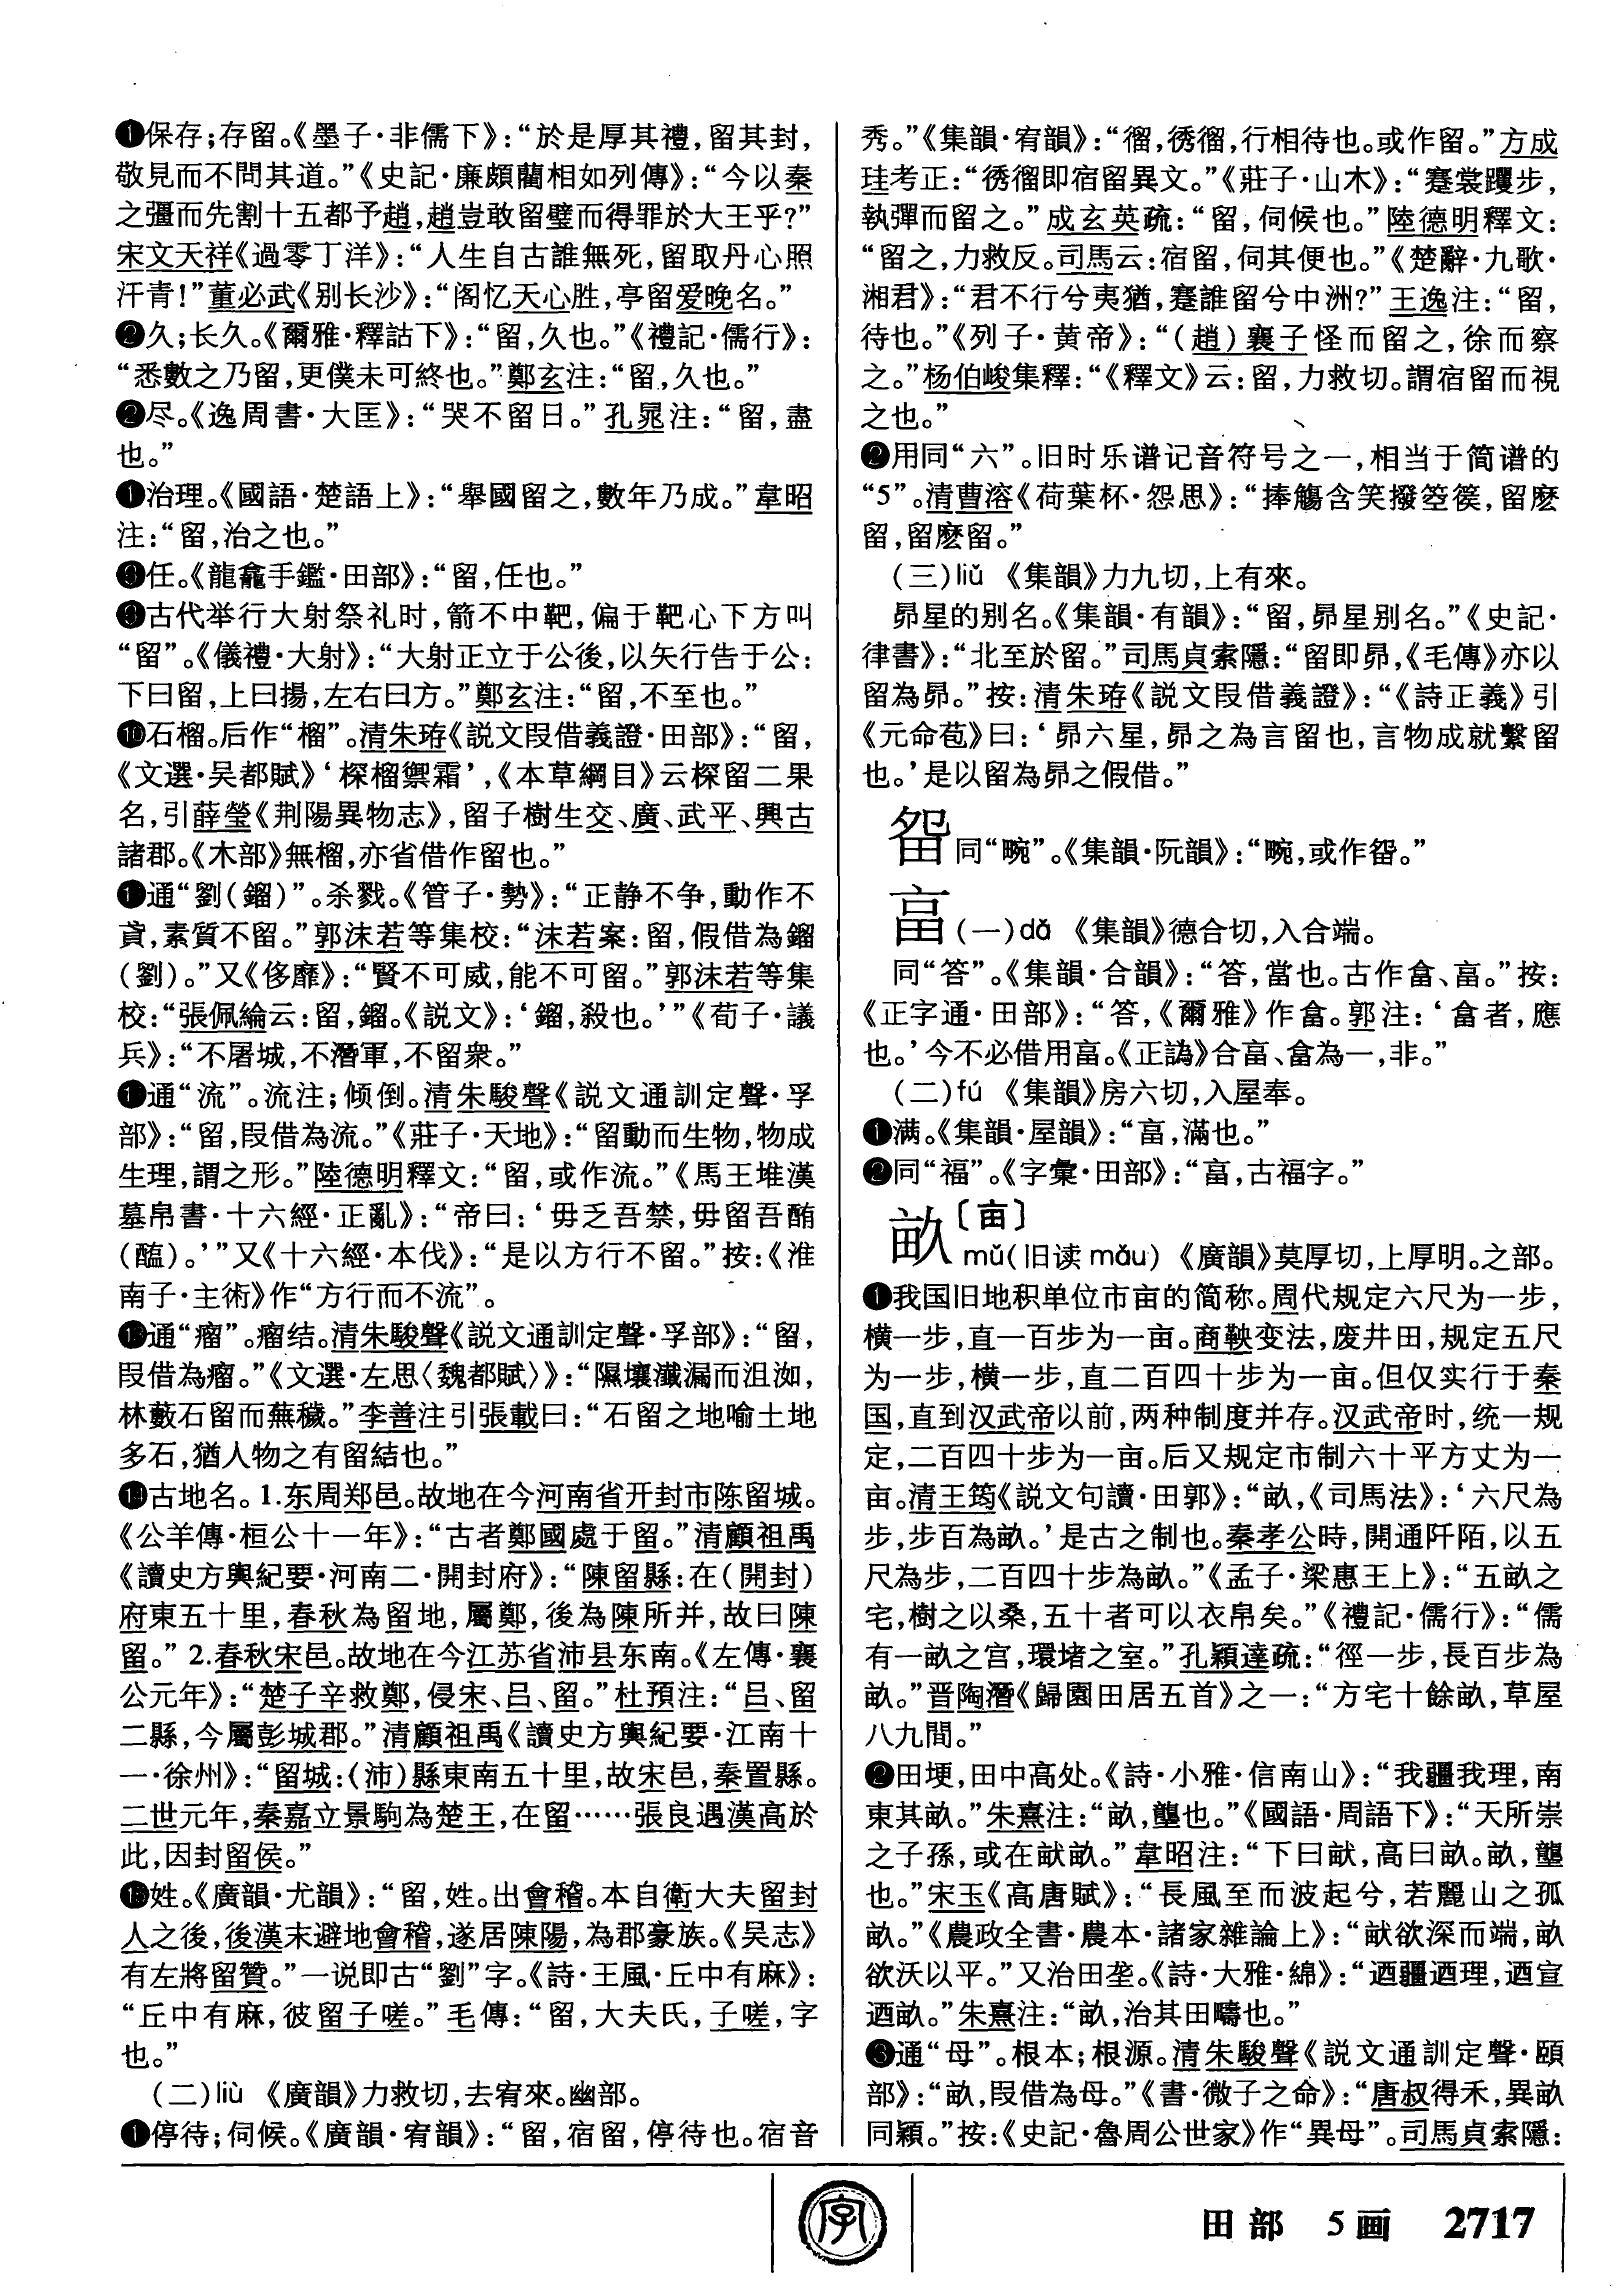 ❶保存；存留。《墨子·非儒下》：“於是厚其禮，留其封，
敬見而不問其道。”《史記·廉頗藺相如列傳》：“今以秦
之彊而先割十五都予趙，趙豈敢留璧而得罪於大王乎？”
宋文天祥《過零丁洋》：“人生自古誰無死，留取丹心照
汗青！”董必武《别长沙》：“阁忆天心胜，亭留爱晚名。”
久；长久。《爾雅·釋詁下》：“留，久也。”《禮記·儒行》：
“悉數之乃留，更僕未可終也。”鄭玄注：“留，久也。”
尽。《逸周書·大匡》：“哭不留日。”孔晁注：“留，盡
也。”
治理。《國語·楚語上》：“舉國留之，數年乃成。”韋昭
注：“留，治之也。”
任。《龍龕手鑑·田部》：“留，任也。”
古代举行大射祭礼时，箭不中靶，偏于靶心下方叫
“留”。《儀禮·大射》：“大射正立于公後，以矢行告于公：
下曰留，上曰揚，左右曰方。”鄭玄注：“留，不至也。”
❿石榴。后作“榴”。清朱珔《説文叚借義證·田部》：“留，
《文選·吴都賦》‘探榴禦霜’，《本草綱目》云探留二果
名，引薛瑩《荆陽異物志》，留子樹生交、廣、武平、興古
諸郡。《木部》無榴，亦省借作留也。”
⓫通“劉（鎦）”。杀戮。《管子·勢》：“正静不争，動作不
貣，素質不留。”郭沫若等集校：“沫若案：留，假借為鎦
（劉）。”又《侈靡》：“賢不可威，能不可留。”郭沫若等集
校：“張佩綸云：留，鎦。《説文》：‘鎦，殺也。’”《荀子·議
兵》：“不屠城，不潛軍，不留衆。”
⓬通“流”。流注；倾倒。清朱駿聲《説文通訓定聲·孚
部》：“留，叚借為流。”《莊子·天地》：“留動而生物，物成
生理，謂之形。”陸德明釋文：“留，或作流。”《馬王堆漢
墓帛書·十六經·正亂》：“帝曰：‘毋乏吾禁，毋留吾酭
（醢）。’”又《十六經·本伐》：“是以方行不留。”按：《淮
南子·主術》作“方行而不流”。
⓭通“瘤”。瘤结。清朱駿聲《説文通訓定聲·孚部》：“留，
叚借為瘤。”《文選·左思〈魏都賦〉》：“隰壤瀸漏而沮洳，
林藪石留而蕪穢。”李善注引張載曰：“石留之地喻土地
多石，猶人物之有留結也。”
⓮古地名。1.东周郑邑。故地在今河南省开封市陈留城。
《公羊傳·桓公十一年》：“古者鄭國處于留。”清顧祖禹
《讀史方輿紀要·河南二·開封府》：“陳留縣：在（開封）
府東五十里，春秋為留地，屬鄭，後為陳所并，故曰陳
留。”2.春秋宋邑。故地在今江苏省沛县东南。《左傳·襄
公元年》：“楚子辛救鄭，侵宋、吕、留。”杜預注：“吕、留
二縣，今屬彭城郡。”清顧祖禹《讀史方輿紀要·江南十
一·徐州》：“留城：（沛）縣東南五十里，故宋邑，秦置縣。
二世元年，秦嘉立景駒為楚王，在留……張良遇漢高於
此，因封留侯。”
⓯姓。《廣韻·尤韻》：“留，姓。出會稽。本自衛大夫留封
人之後，後漢末避地會稽，遂居陳陽，為郡豪族。《吴志》
有左將留贊。”一说即古“劉”字。《詩·王風·丘中有麻》：
“丘中有麻，彼留子嗟。”毛傳：“留，大夫氏，子嗟，字
也。”
（二）liù 《廣韻》力救切，去宥來。幽部。
❶停待；伺候。《廣韻·宥韻》：“留，宿留，停待也。宿音
秀。”《集韻·宥韻》：“㺉，㣦㺉，行相待也。或作留。”方成
珪考正：“㣦㺉即宿留異文。”《莊子·山木》：“蹇裳躩步，
執彈而留之。”成玄英疏：“留，伺候也。”陸德明釋文：
“留之，力救反。司馬云：宿留，伺其便也。”《楚辭·九歌·
湘君》：“君不行兮夷猶，蹇誰留兮中洲？”王逸注：“留，
待也。”《列子·黄帝》：“（趙）襄子怪而留之，徐而察
之。”杨伯峻集釋：“《釋文》云：留，力救切。謂宿留而視
之也。”
❷用同“六”。旧时乐谱记音符号之一，相当于简谱的
“5”。清曹溶《荷葉杯·怨思》：“捧觴含笑撥箜篌，留麽
留，留麽留。”
（三）liǔ 《集韻》力九切，上有來。
昴星的别名。《集韻·有韻》：“留，昴星别名。”《史記·
律書》：“北至於留。”司馬貞索隱：“留即昴，《毛傳》亦以
留為昴。”按：清朱珔《説文叚借義證》：“《詩正義》引
《元命苞》曰：‘昴六星，昴之為言留也，言物成就繫留
也。’是以留為昴之假借。”
㽜同“畹”。《集韻·阮韻》：“畹，或作㽜。”
畗（一）dá 《集韻》德合切，入合端。
同“答”。《集韻·合韻》：“答，當也。古作畣、畗。”按：
《正字通·田部》：“答，《爾雅》作畣。郭注：‘畣者，應
也。’今不必借用畗。《正譌》合畗、畣為一，非。”
（二）fú 《集韻》房六切，入屋奉。
❶满。《集韻·屋韻》：“畗，滿也。”
❷同“福”。《字彙·田部》：“畗，古福字。”
畝〔亩〕
mǔ（旧读mǎu） 《廣韻》莫厚切，上厚明。之部。
❶我国旧地积单位市亩的简称。周代规定六尺为一步，
横一步，直一百步为一亩。商鞅变法，废井田，规定五尺
为一步，横一步，直二百四十步为一亩。但仅实行于秦
国，直到汉武帝以前，两种制度并存。汉武帝时，统一规
定，二百四十步为一亩。后又规定市制六十平方丈为一
亩。清王筠《説文句讀·田部》：“畝，《司馬法》：‘六尺為
步，步百為畝。’是古之制也。秦孝公時，開通阡陌，以五
尺為步，二百四十步為畝。”《孟子·梁惠王上》：“五畝之
宅，樹之以桑，五十者可以衣帛矣。”《禮記·儒行》：“儒
有一畝之宫，環堵之室。”孔穎達疏：“徑一步，長百步為
畝。”晋陶潛《歸園田居五首》之一：“方宅十餘畝，草屋
八九間。”
❷田埂，田中高处。《詩·小雅·信南山》：“我疆我理，南
東其畝。”朱熹注：“畝，壟也。”《國語·周語下》：“天所崇
之子孫，或在畎畝。”韋昭注：“下曰畎，高曰畝。畝，壟
也。”宋玉《高唐賦》：“長風至而波起兮，若麗山之孤
畝。”《農政全書·農本·諸家雜論上》：“畎欲深而端，畝
欲沃以平。”又治田垄。《詩·大雅·綿》：“迺疆迺理，迺宣
迺畝。”朱熹注：“畝，治其田疇也。”
❸通“母”。根本；根源。清朱駿聲《説文通訓定聲·頤
部》：“畝，叚借為母。”《書·微子之命》：“唐叔得禾，異畝
同穎。”按：《史記·魯周公世家》作“異母”。司馬貞索隱：
字
田部 5画 2717